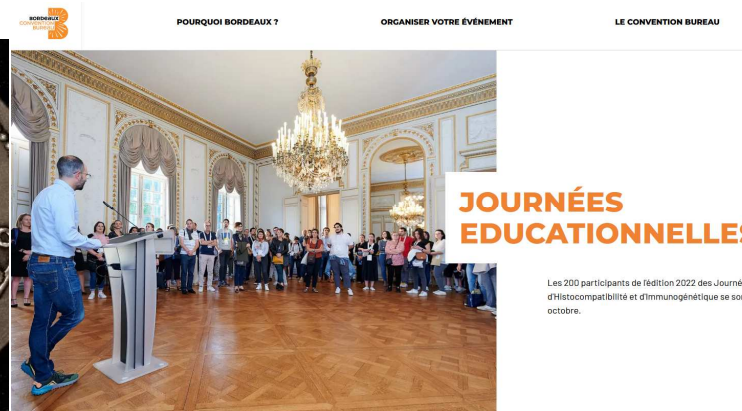 BORDEAUX
CONVENTION
BUREAU
POURQUOI BORDEAUX ?
ORGANISER VOTRE ÉVÉNEMENT
LE CONVENTION BUREAU
JOURNÉES
EDUCATIONNELLES
Les 200 participants de l'édition 2022 des Journé
d'Histocompatibilité et d'Immunogénétique se son
octobre.